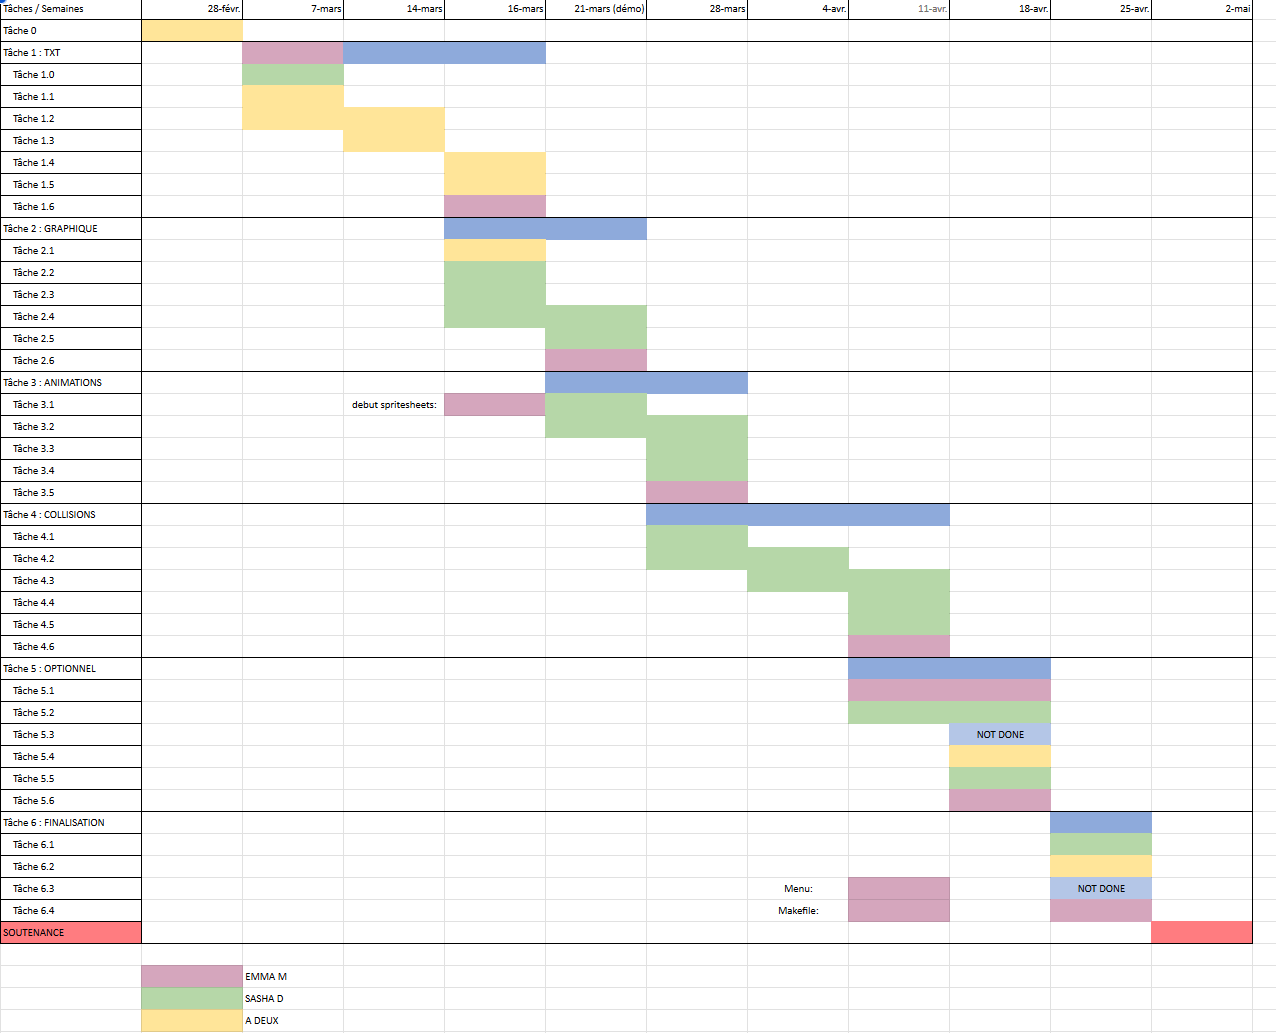 Tâches / Semaines 28-févr. 7-mars 14-mars 16-mars 21-mars (démo) 28-mars 4-avr. 11-avr. 18-avr. 25-avr. 2-mai
Tâche 0
Tâche 1 : TXT
Tâche 1.0
Tâche 1.1
Tâche 1.2
Tâche 1.3
Tâche 1.4
Tâche 1.5
Tâche 1.6
Tâche 2 : GRAPHIQUE
Tâche 2.1
Tâche 2.2
Tâche 2.3
Tâche 2.4
Tâche 2.5
Tâche 2.6
Tâche 3 : ANIMATIONS
Tâche 3.1 debut spritesheets:
Tâche 3.2
Tâche 3.3
Tâche 3.4
Tâche 3.5
Tâche 4 : COLLISIONS
Tâche 4.1
Tâche 4.2
Tâche 4.3
Tâche 4.4
Tâche 4.5
Tâche 4.6
Tâche 5 : OPTIONNEL
Tâche 5.1
Tâche 5.2
Tâche 5.3 NOT DONE
Tâche 5.4
Tâche 5.5
Tâche 5.6
Tâche 6 : FINALISATION
Tâche 6.1
Tâche 6.2
Tâche 6.3 Menu: NOT DONE
Tâche 6.4 Makefile:
SOUTENANCE
EMMA M
SASHA D
A DEUX